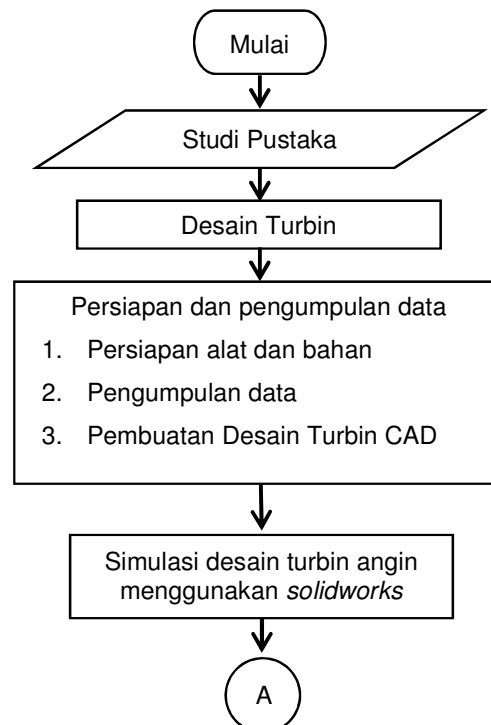 Mulai
Studi Pustaka
Desain Turbin
Persiapan dan pengumpulan data
1. Persiapan alat dan bahan
2. Pengumpulan data
3. Pembuatan Desain Turbin CAD
Simulasi desain turbin angin
menggunakan solidworks
A